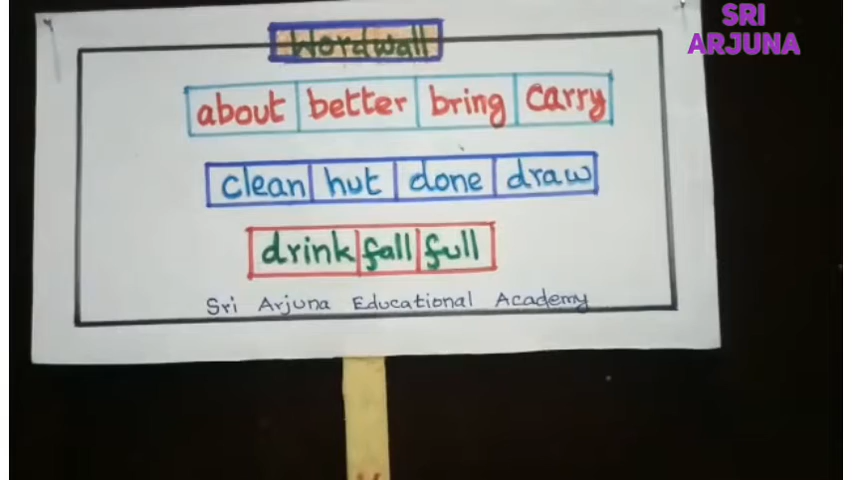 SRI
ARJUNA
Wordwall
about better bring carry
clean hut done draw
drink fall full
Sri Arjuna Educational Academy